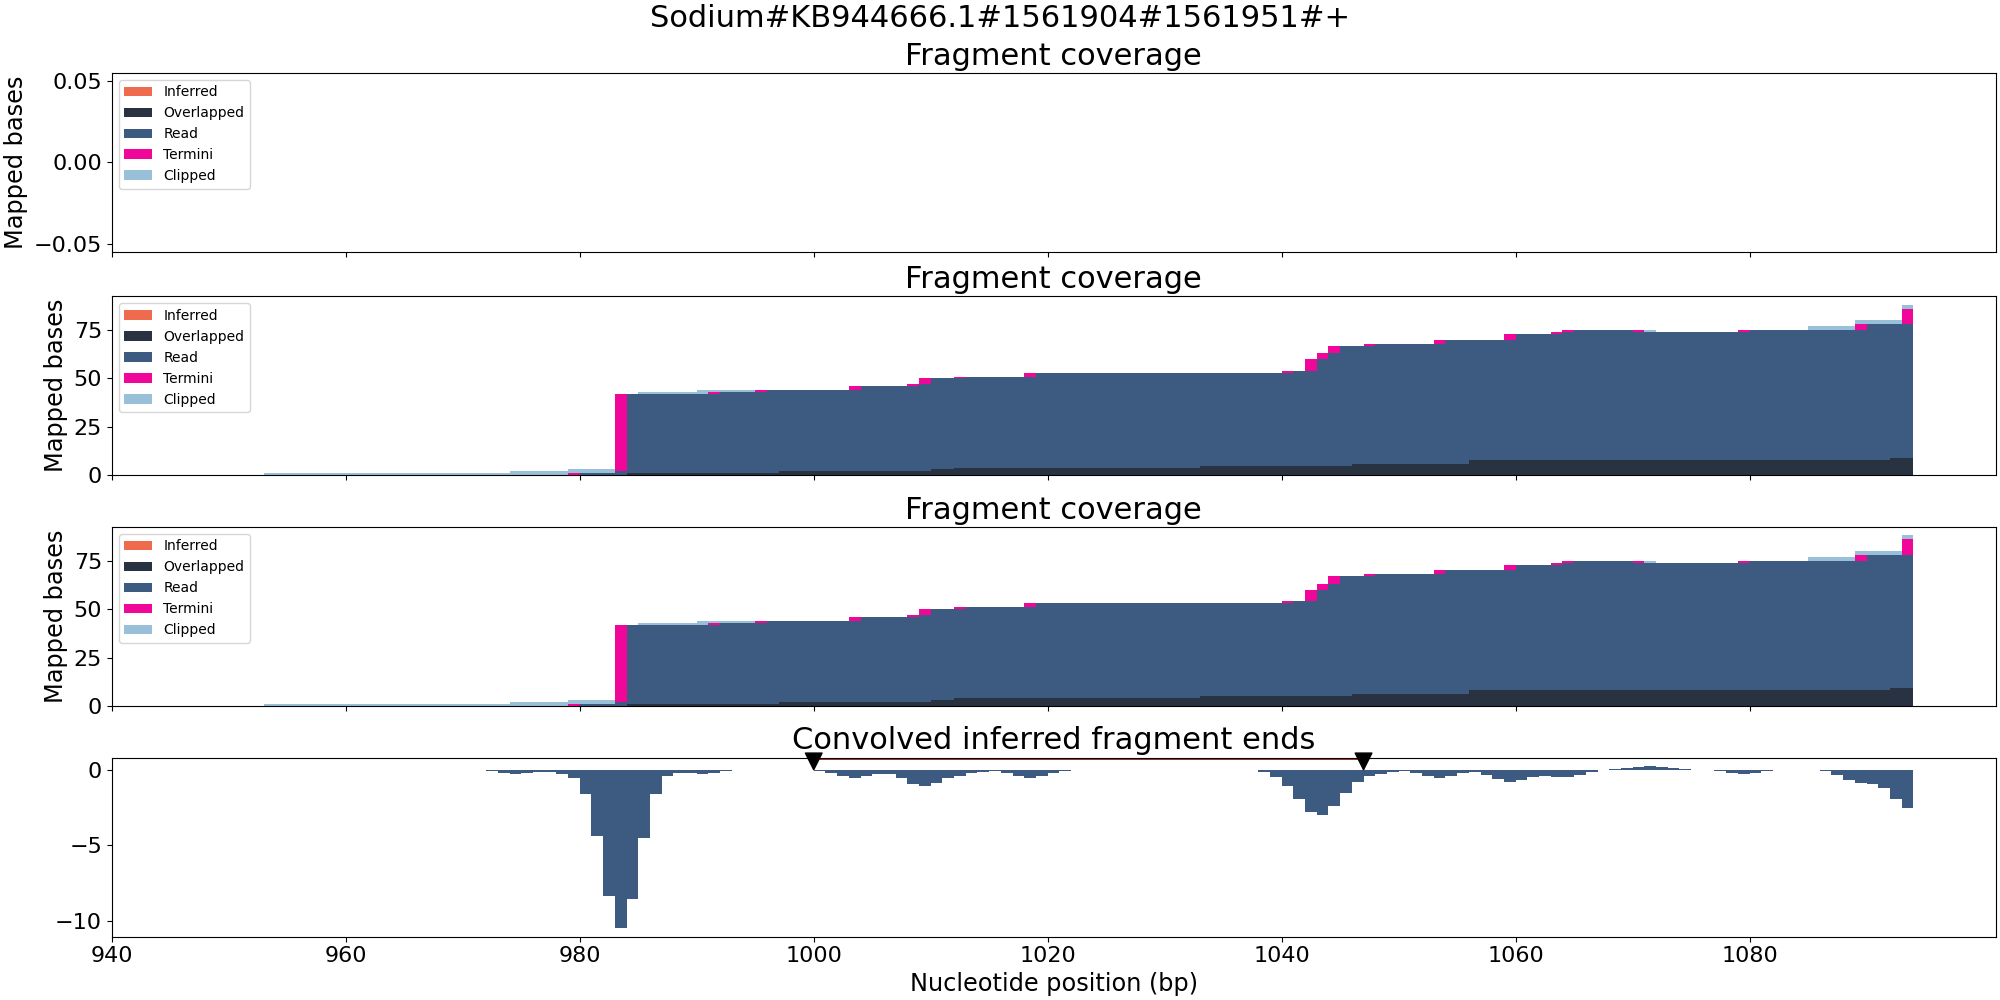 Sodium#KB944666.1#1561904#1561951#+
Fragment coverage
Mapped bases
0.05
0.00
−0.05
Inferred
Overlapped
Read
Termini
Clipped
Fragment coverage
Mapped bases
75
50
25
0
Inferred
Overlapped
Read
Termini
Clipped
Fragment coverage
Mapped bases
75
50
25
0
Inferred
Overlapped
Read
Termini
Clipped
Convolved inferred fragment ends
0
−5
−10
940 960 980 1000 1020 1040 1060 1080
Nucleotide position (bp)